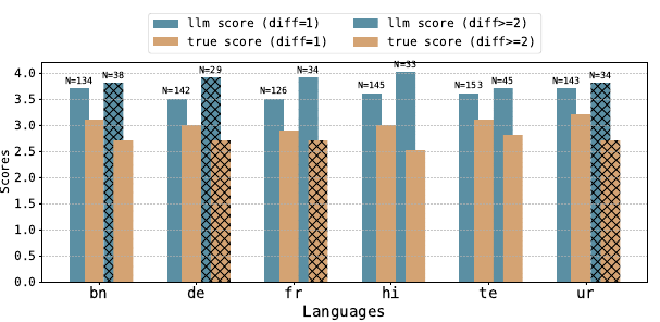 llm score (diff=1) llm score (diff>=2)
true score (diff=1) true score (diff>=2)
Scores
4.0
3.5
3.0
2.5
2.0
1.5
1.0
0.5
0.0
N=134 N=38 N=142 N=29 N=126 N=34 N=145 N=33 N=153 N=45 N=143 N=34
bn de fr hi te ur
Languages